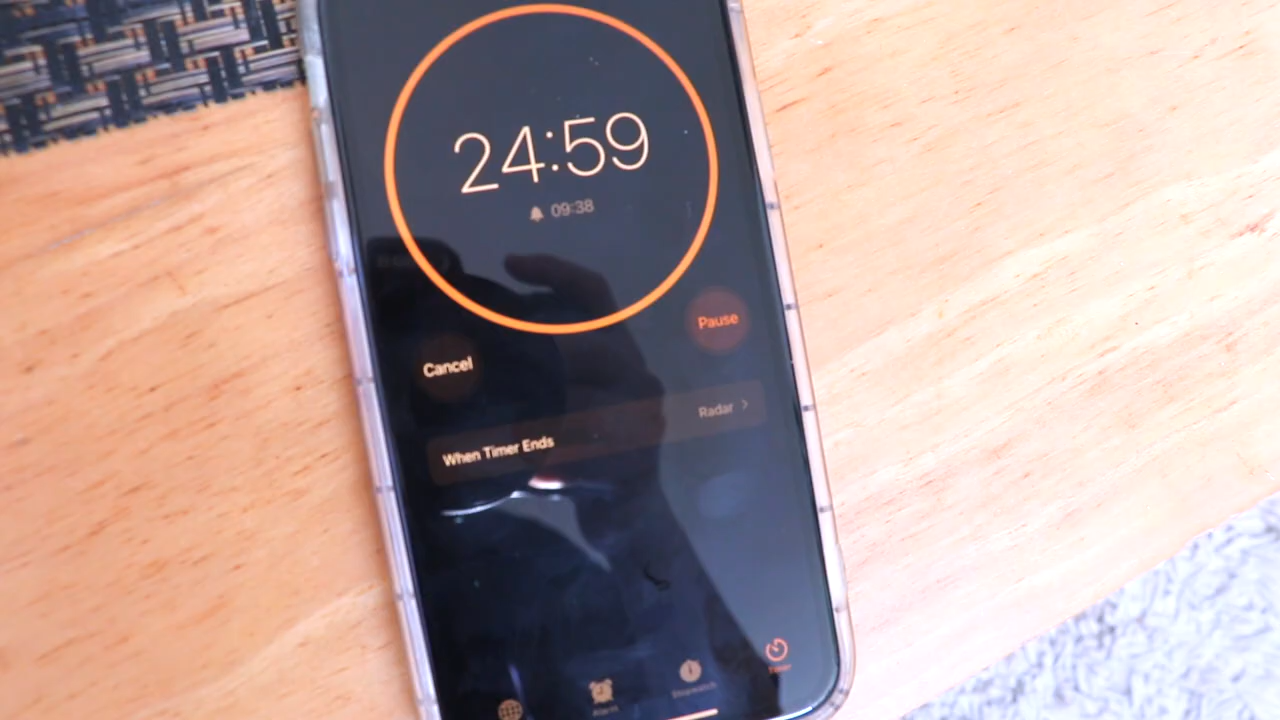 24:59
09:38
Pause
Cancel
Radar
When Timer Ends
Timer
Stopwatch
Alarm